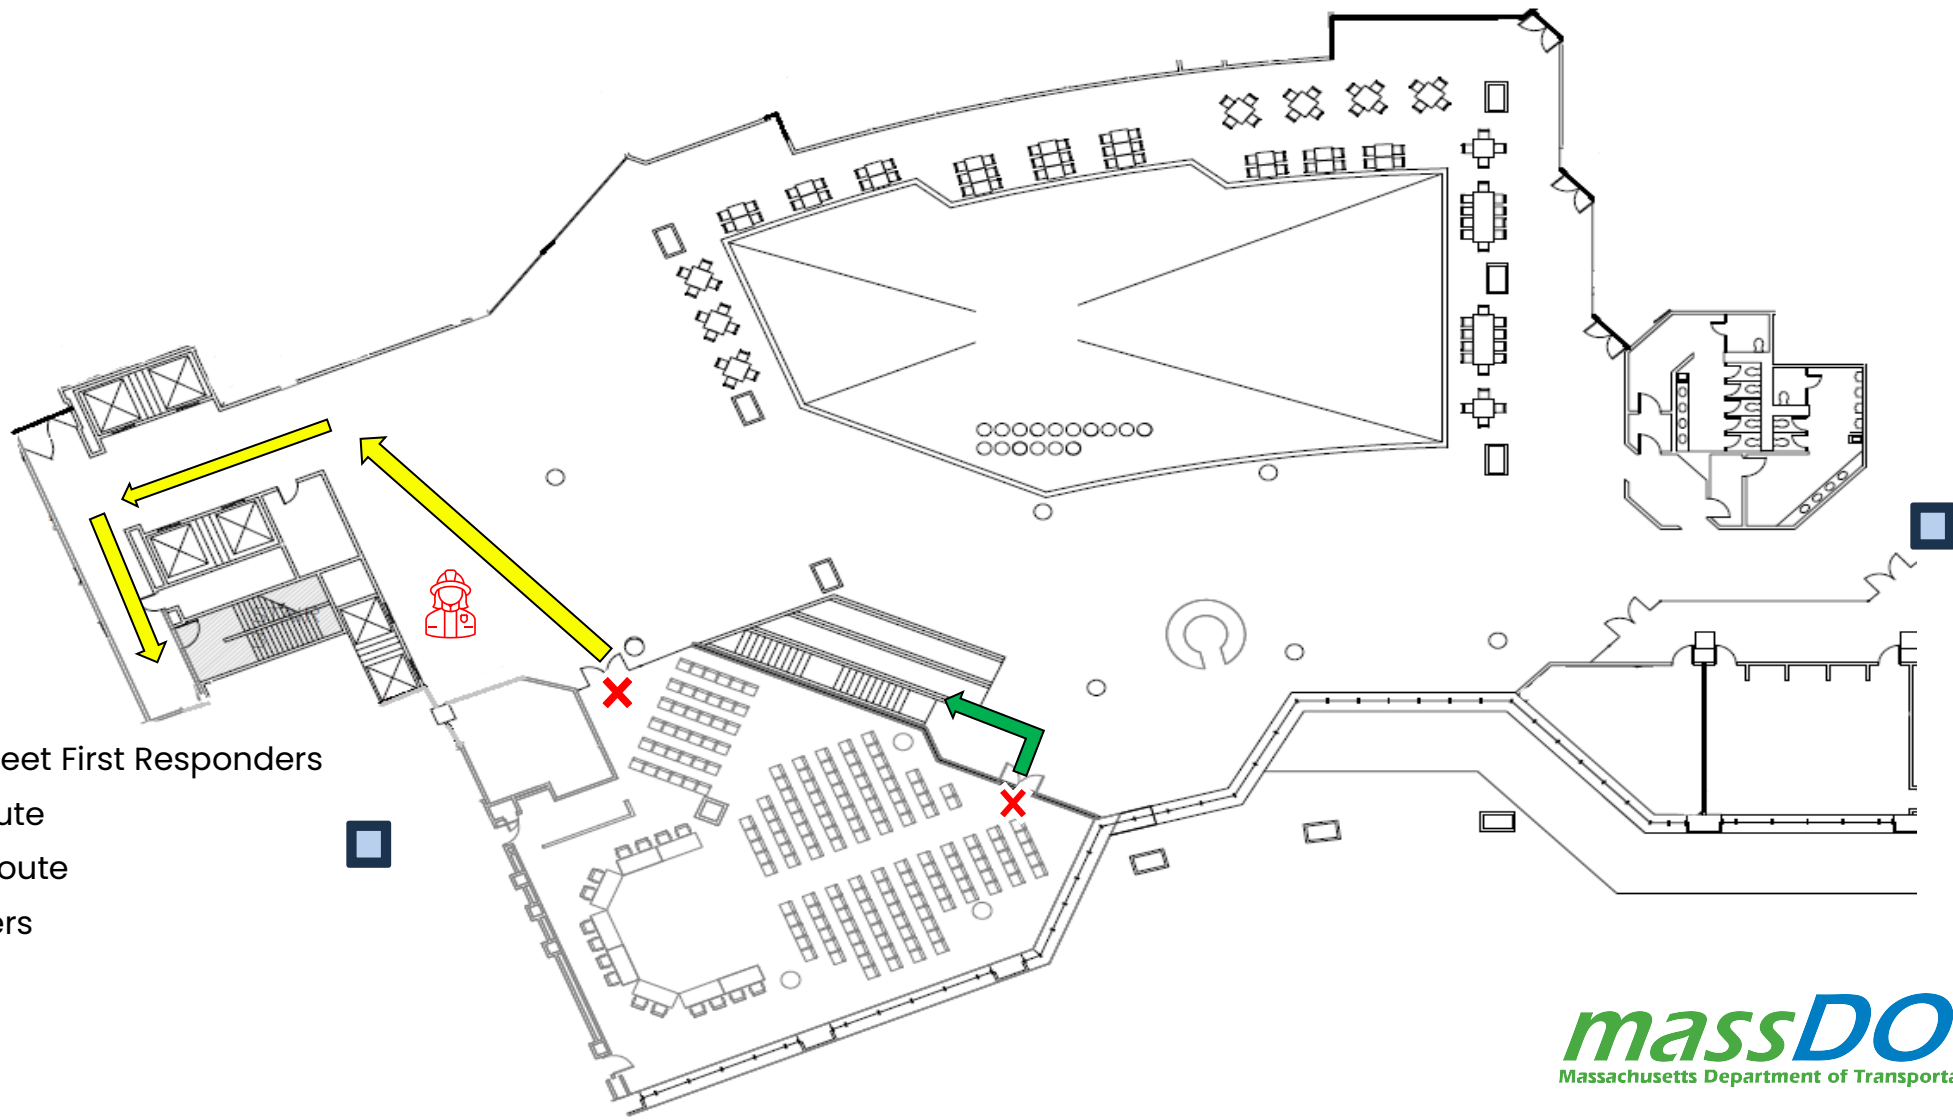 eet First Responders
ute
oute
ers
massDO
Massachusetts Department of Transporta